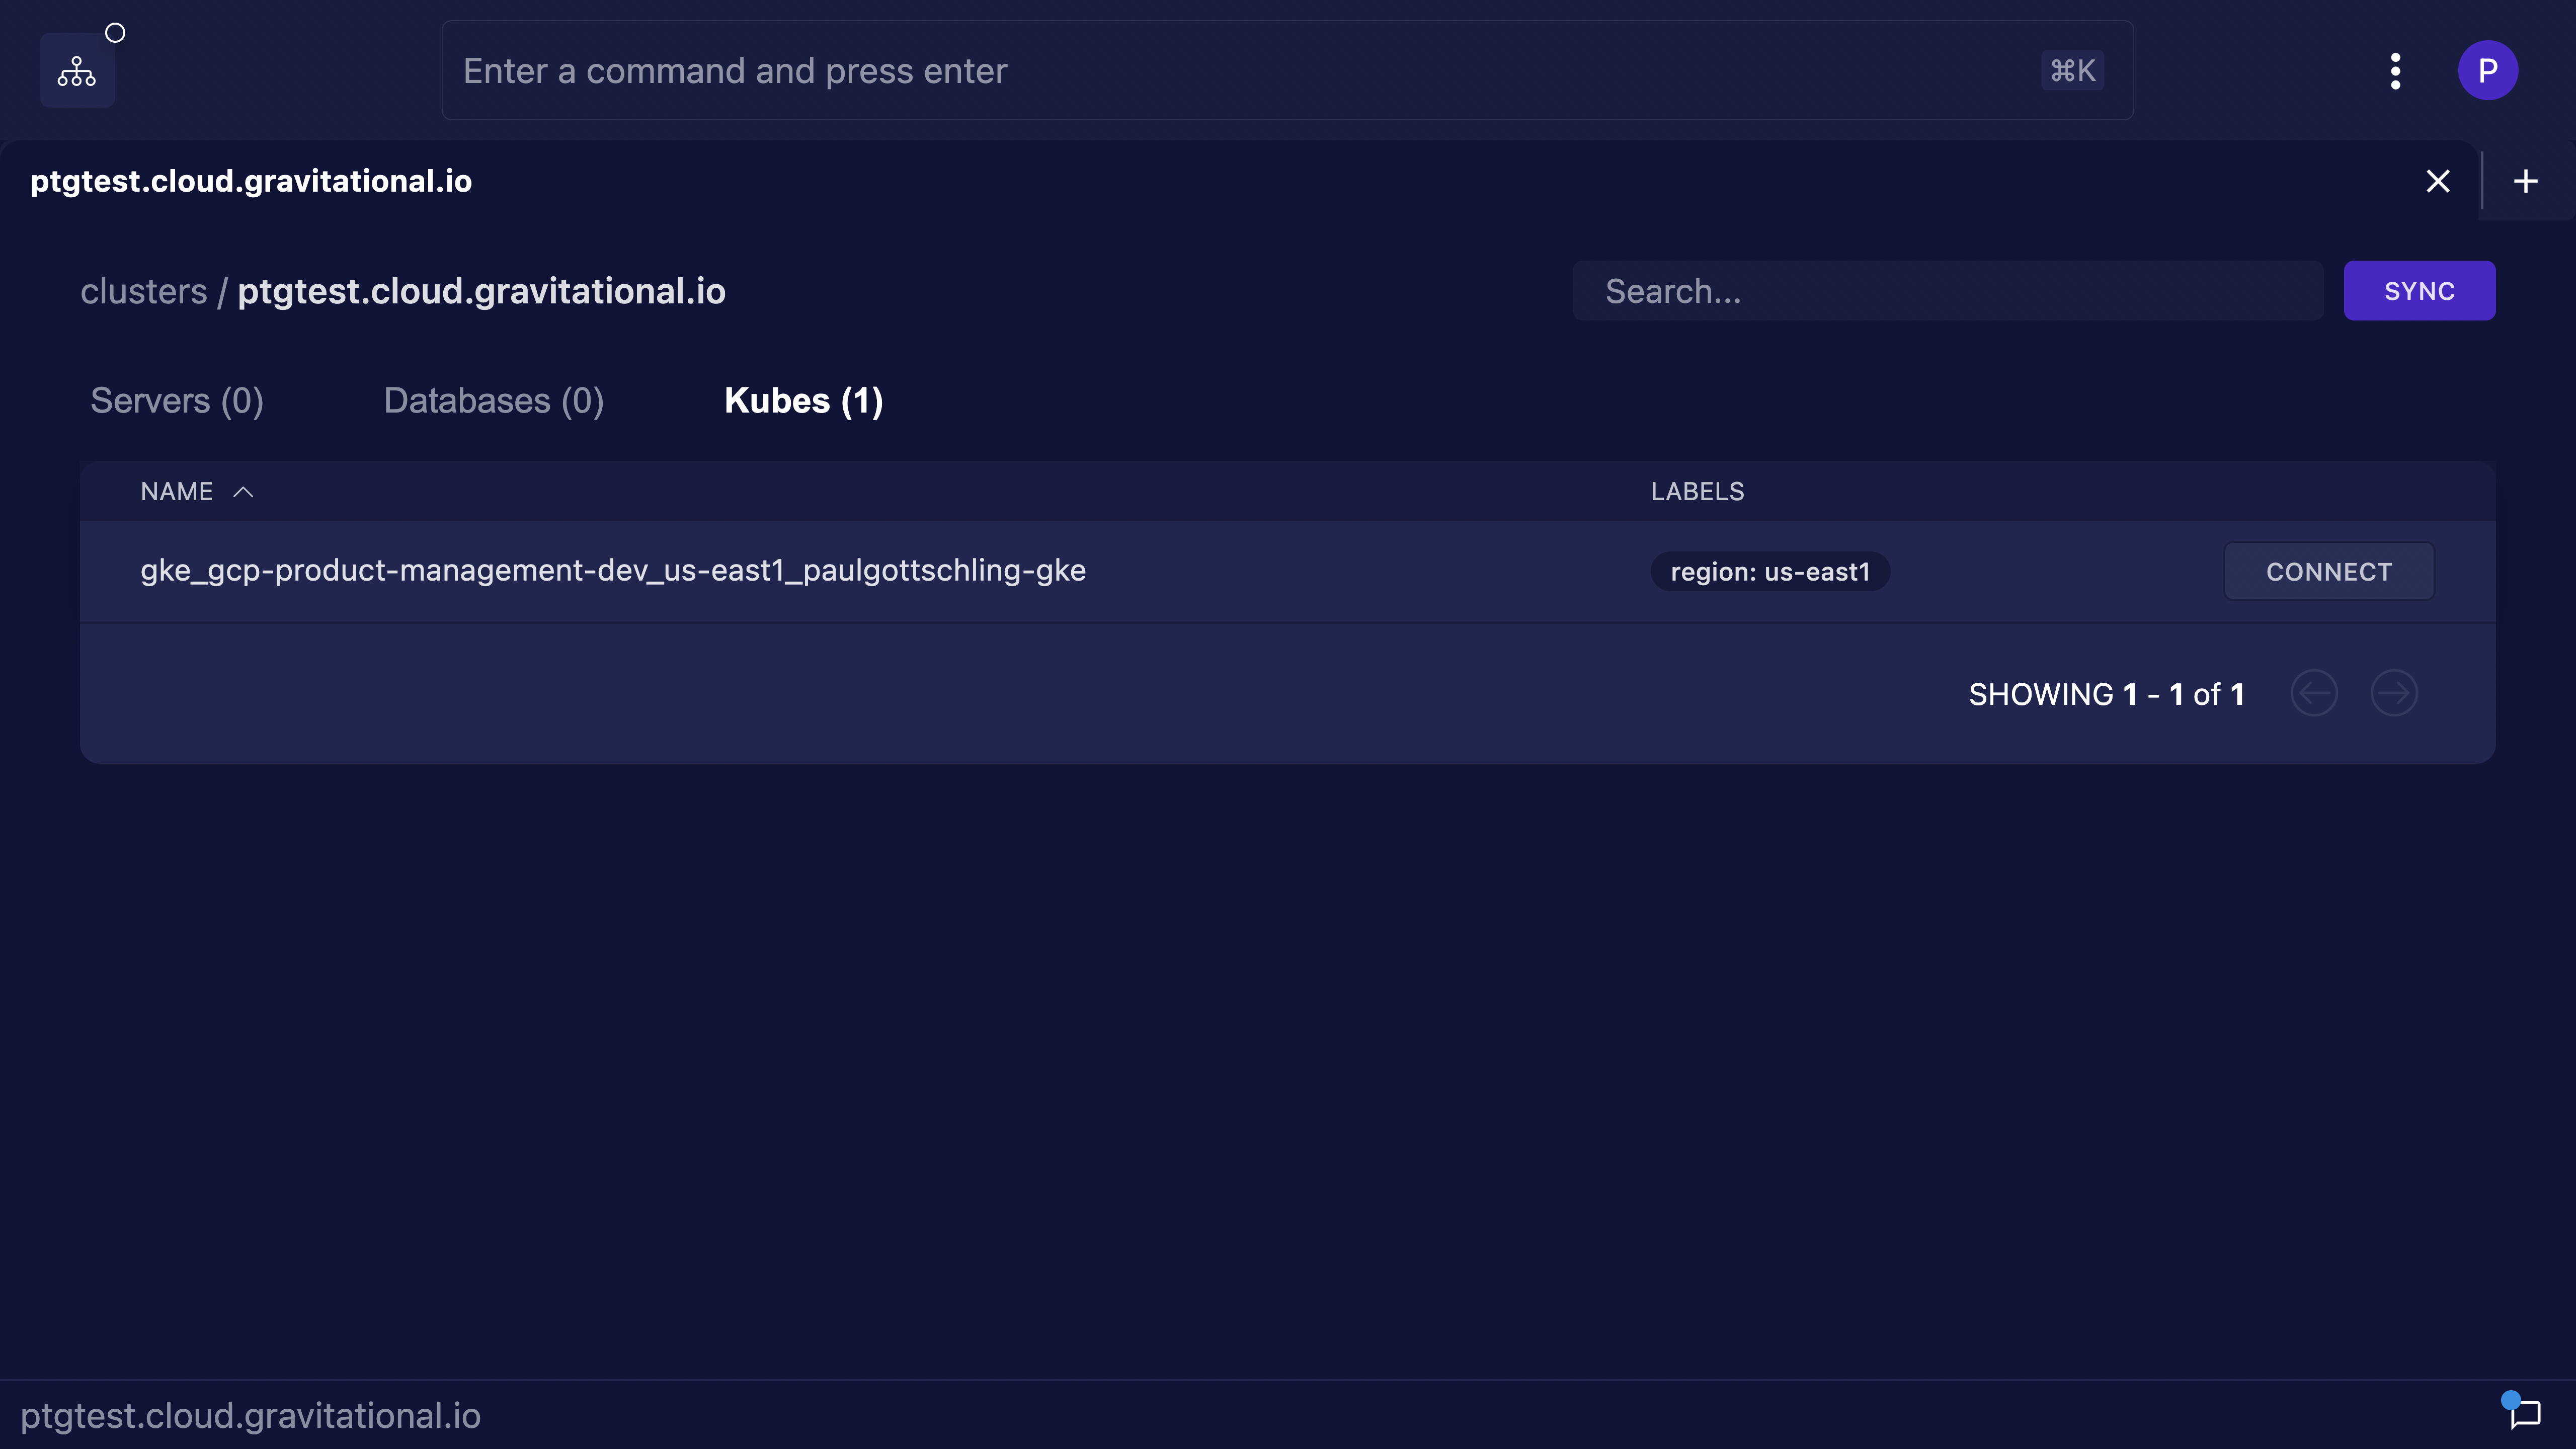 Enter a command and press enter ⌘K
P
ptgtest.cloud.gravitational.io
clusters / ptgtest.cloud.gravitational.io
Search...
SYNC
Servers (0) Databases (0) Kubes (1)
NAME LABELS
gke_gcp-product-management-dev_us-east1_paulgottschling-gke region: us-east1 CONNECT
SHOWING 1 - 1 of 1
ptgtest.cloud.gravitational.io